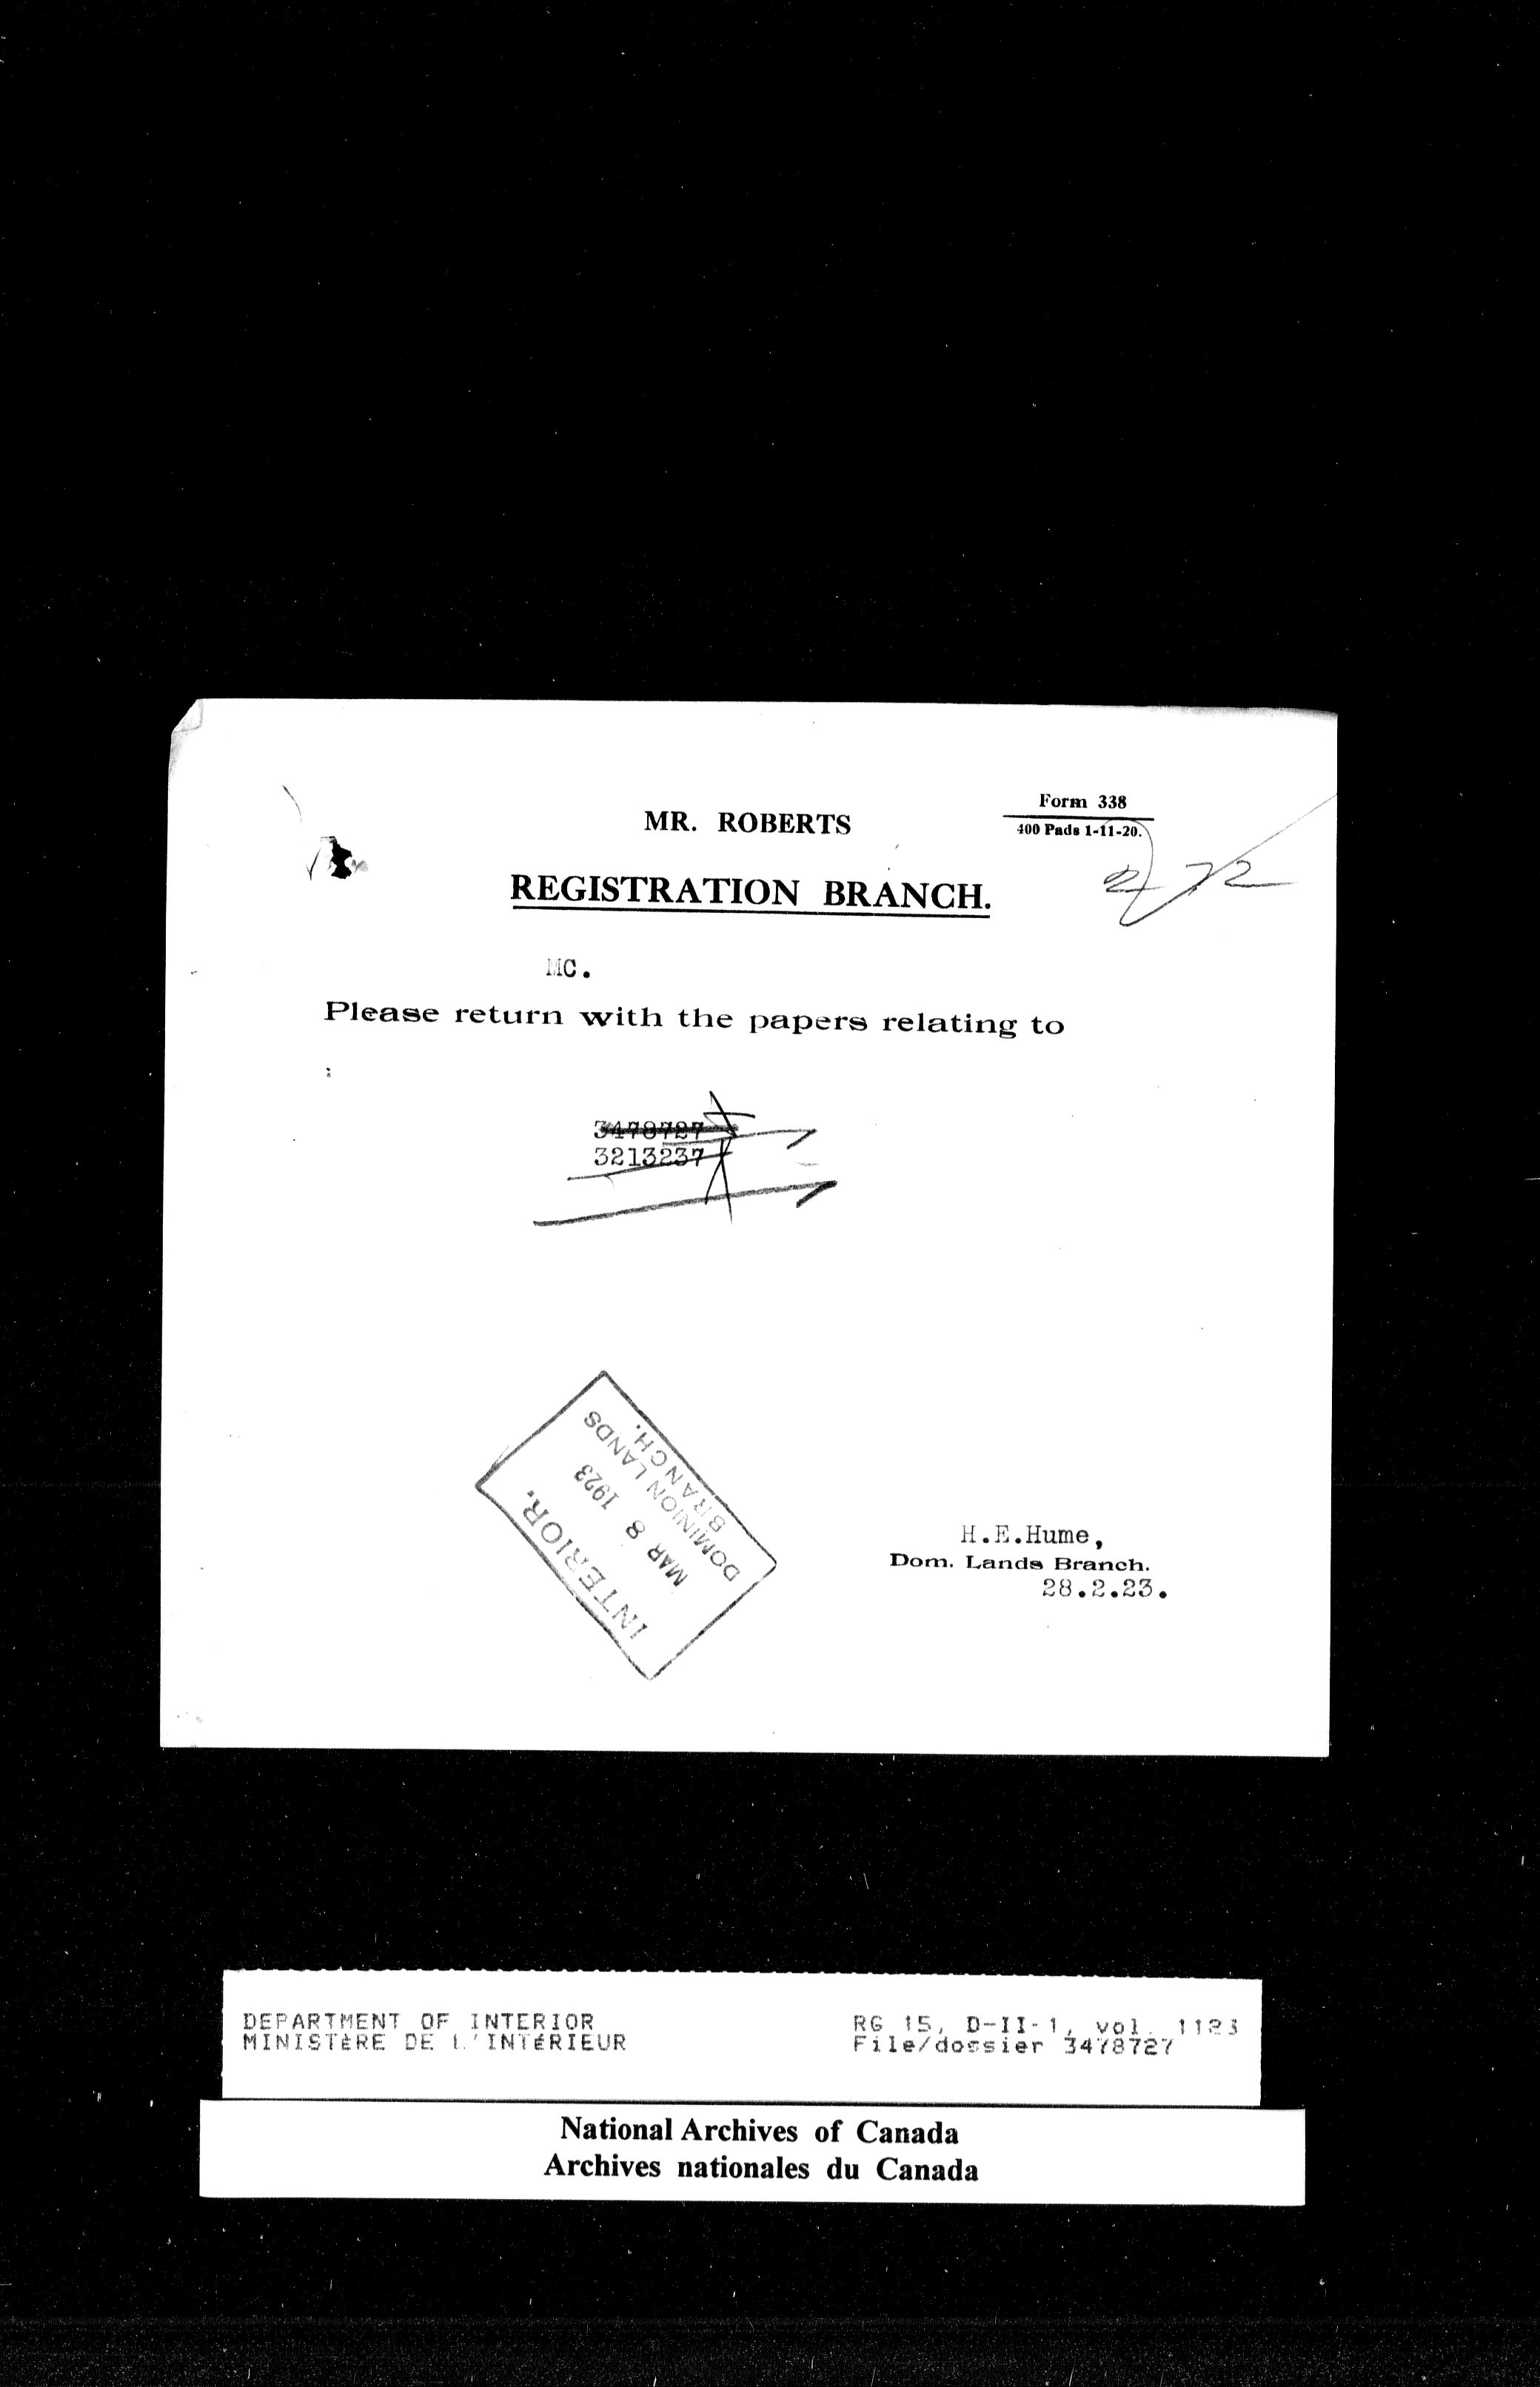 Form 338
400 Pads 1-11-20.
MR. ROBERTS
REGISTRATION BRANCH.
MC.
Please return with the papers relating to
:
3478727
3213237
INTERIOR.
MAR 8 1923
DOMINION LANDS
BRANCH.
H.E.Hume,
Dom. Lands Branch.
28.2.23.
DEPARTMENT OF INTERIOR
MINISTÈRE DE L'INTÉRIEUR
RG 15, D-II-1, vol. 1123
File/dossier 3478727
National Archives of Canada
Archives nationales du Canada